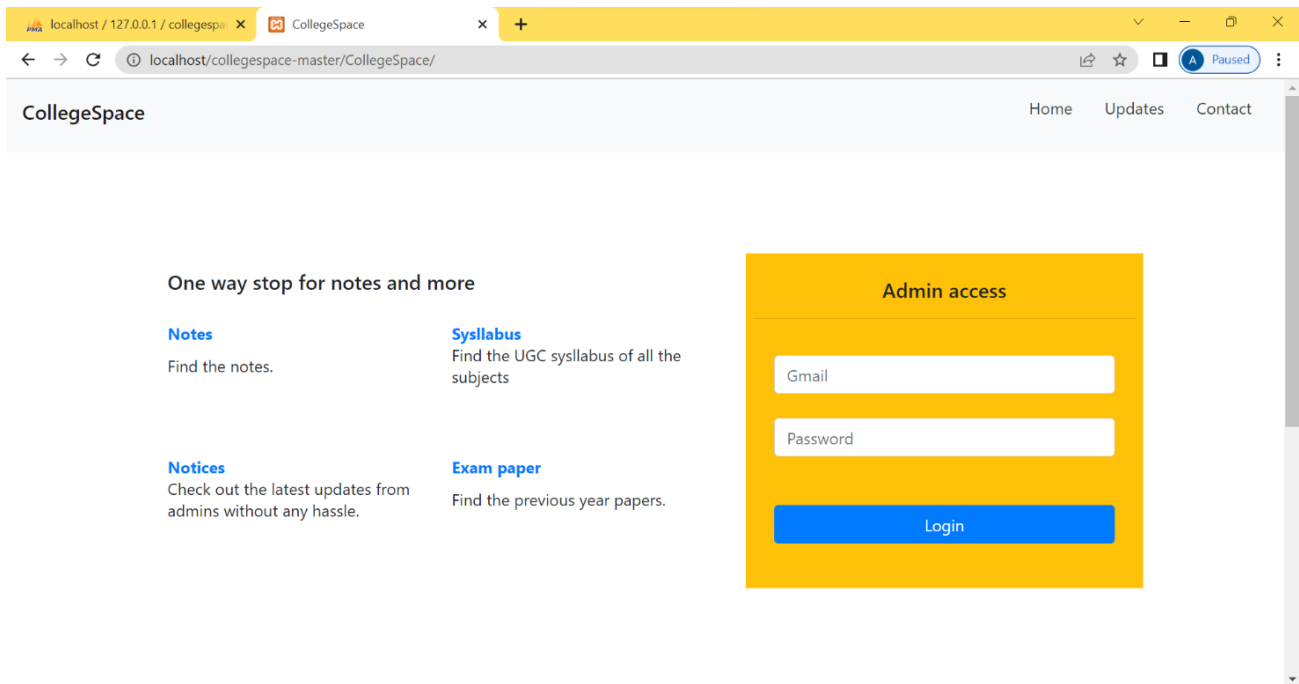 localhost / 127.0.0.1 / collegespa
CollegeSpace
localhost/collegespace-master/CollegeSpace/
A Paused
CollegeSpace
Home Updates Contact
One way stop for notes and more
Notes
Find the notes.
Sysllabus
Find the UGC sysllabus of all the
subjects
Notices
Check out the latest updates from
admins without any hassle.
Exam paper
Find the previous year papers.
Admin access
Gmail
Password
Login